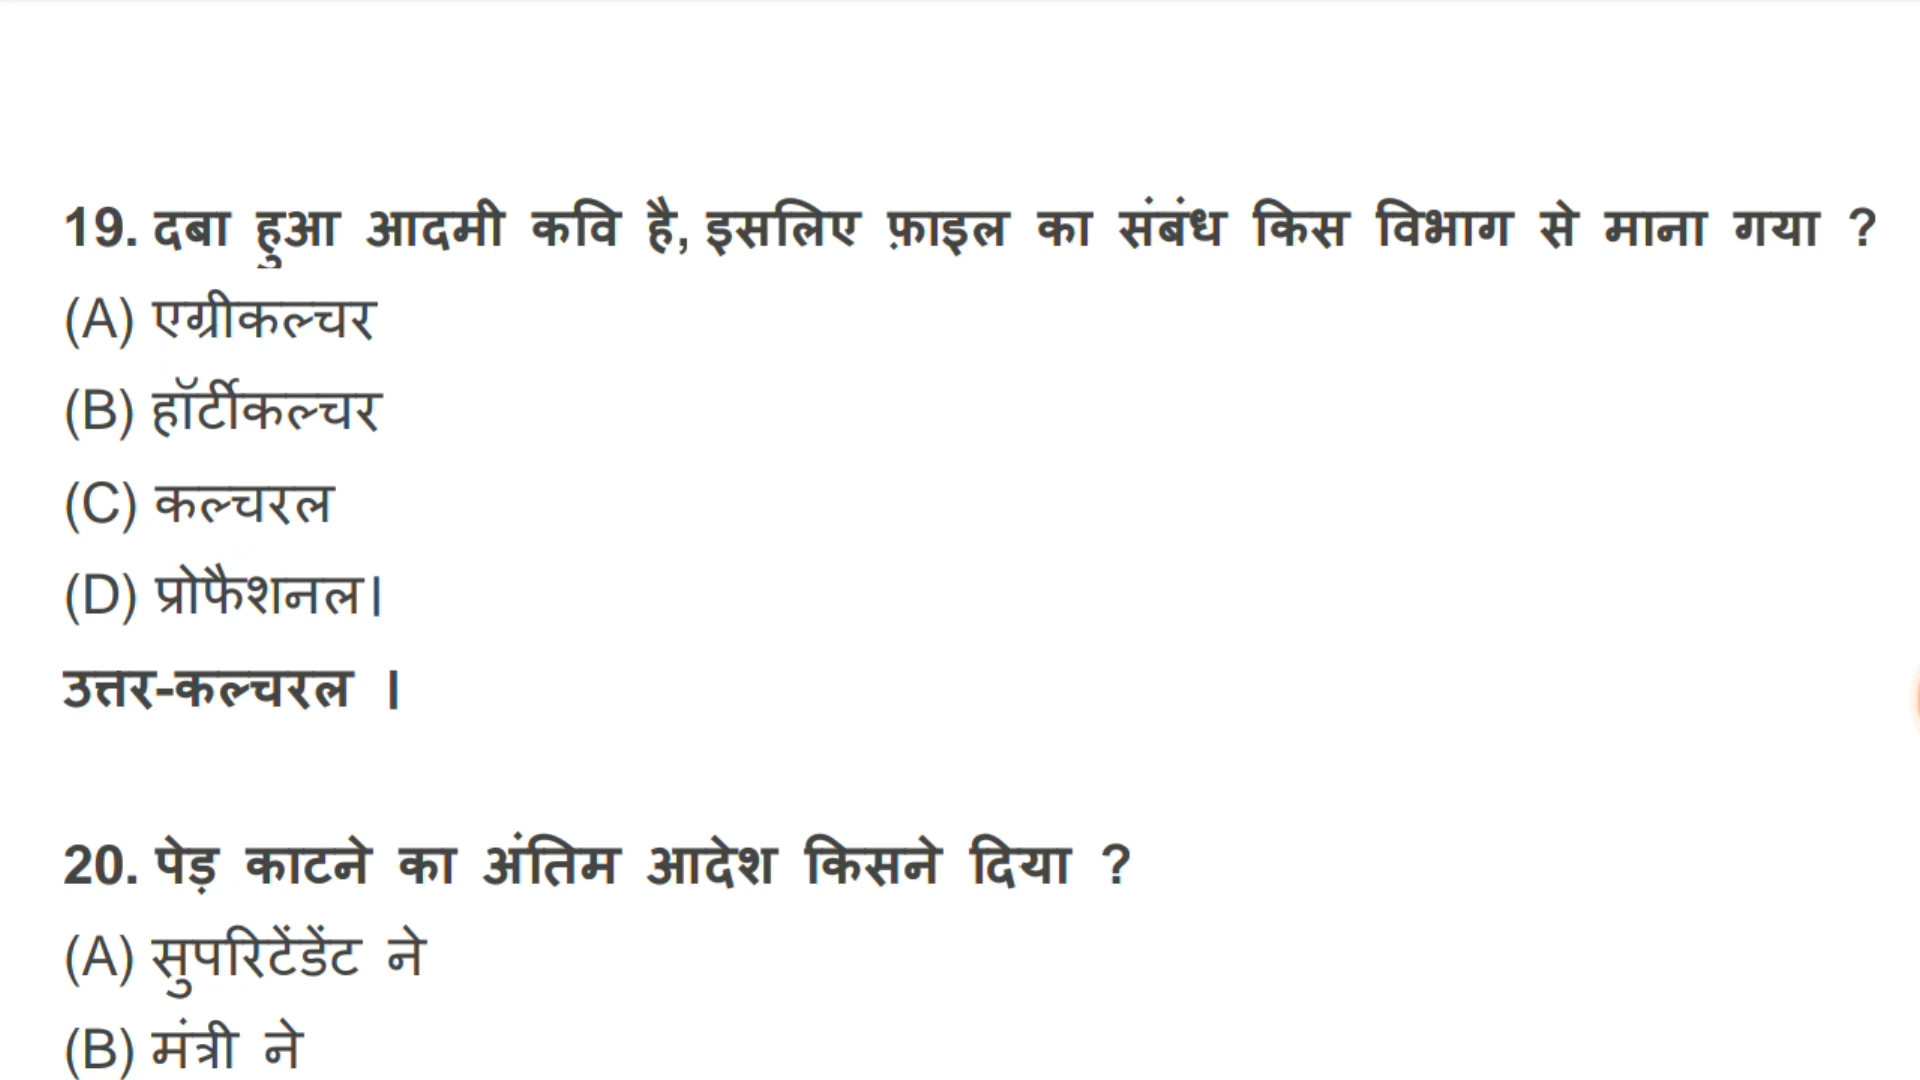 19. दबा हुआ आदमी कवि है, इसलिए फ़ाइल का संबंध किस विभाग से माना गया ?
(A) एग्रीकल्चर
(B) हॉर्टीकल्चर
(C) कल्चरल
(D) प्रोफैशनल।
उत्तर-कल्चरल ।
20. पेड़ काटने का अंतिम आदेश किसने दिया ?
(A) सुपरिटेंडेंट ने
(B) मंत्री ने